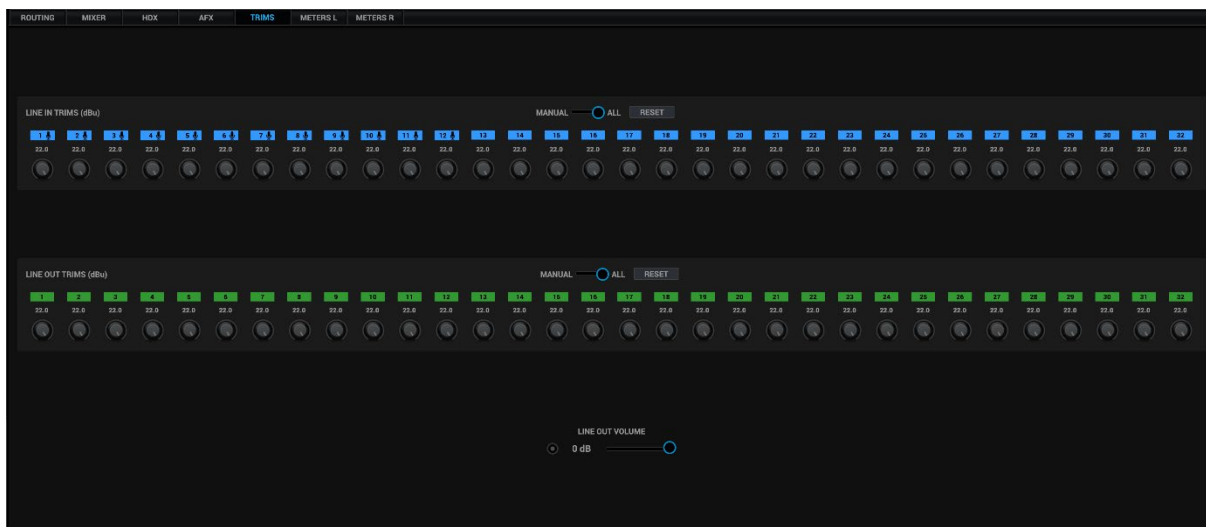 ROUTING MIXER HDX AFX TRIMS METERS L METERS R
LINE IN TRIMS (dBu) MANUAL ALL RESET
1 2 3 4 5 6 7 8 9 10 11 12 13 14 15 16 17 18 19 20 21 22 23 24 25 26 27 28 29 30 31 32
22.0 22.0 22.0 22.0 22.0 22.0 22.0 22.0 22.0 22.0 22.0 22.0 22.0 22.0 22.0 22.0 22.0 22.0 22.0 22.0 22.0 22.0 22.0 22.0 22.0 22.0 22.0 22.0 22.0 22.0 22.0 22.0
LINE OUT TRIMS (dBu) MANUAL ALL RESET
1 2 3 4 5 6 7 8 9 10 11 12 13 14 15 16 17 18 19 20 21 22 23 24 25 26 27 28 29 30 31 32
22.0 22.0 22.0 22.0 22.0 22.0 22.0 22.0 22.0 22.0 22.0 22.0 22.0 22.0 22.0 22.0 22.0 22.0 22.0 22.0 22.0 22.0 22.0 22.0 22.0 22.0 22.0 22.0 22.0 22.0 22.0 22.0
LINE OUT VOLUME
0 dB